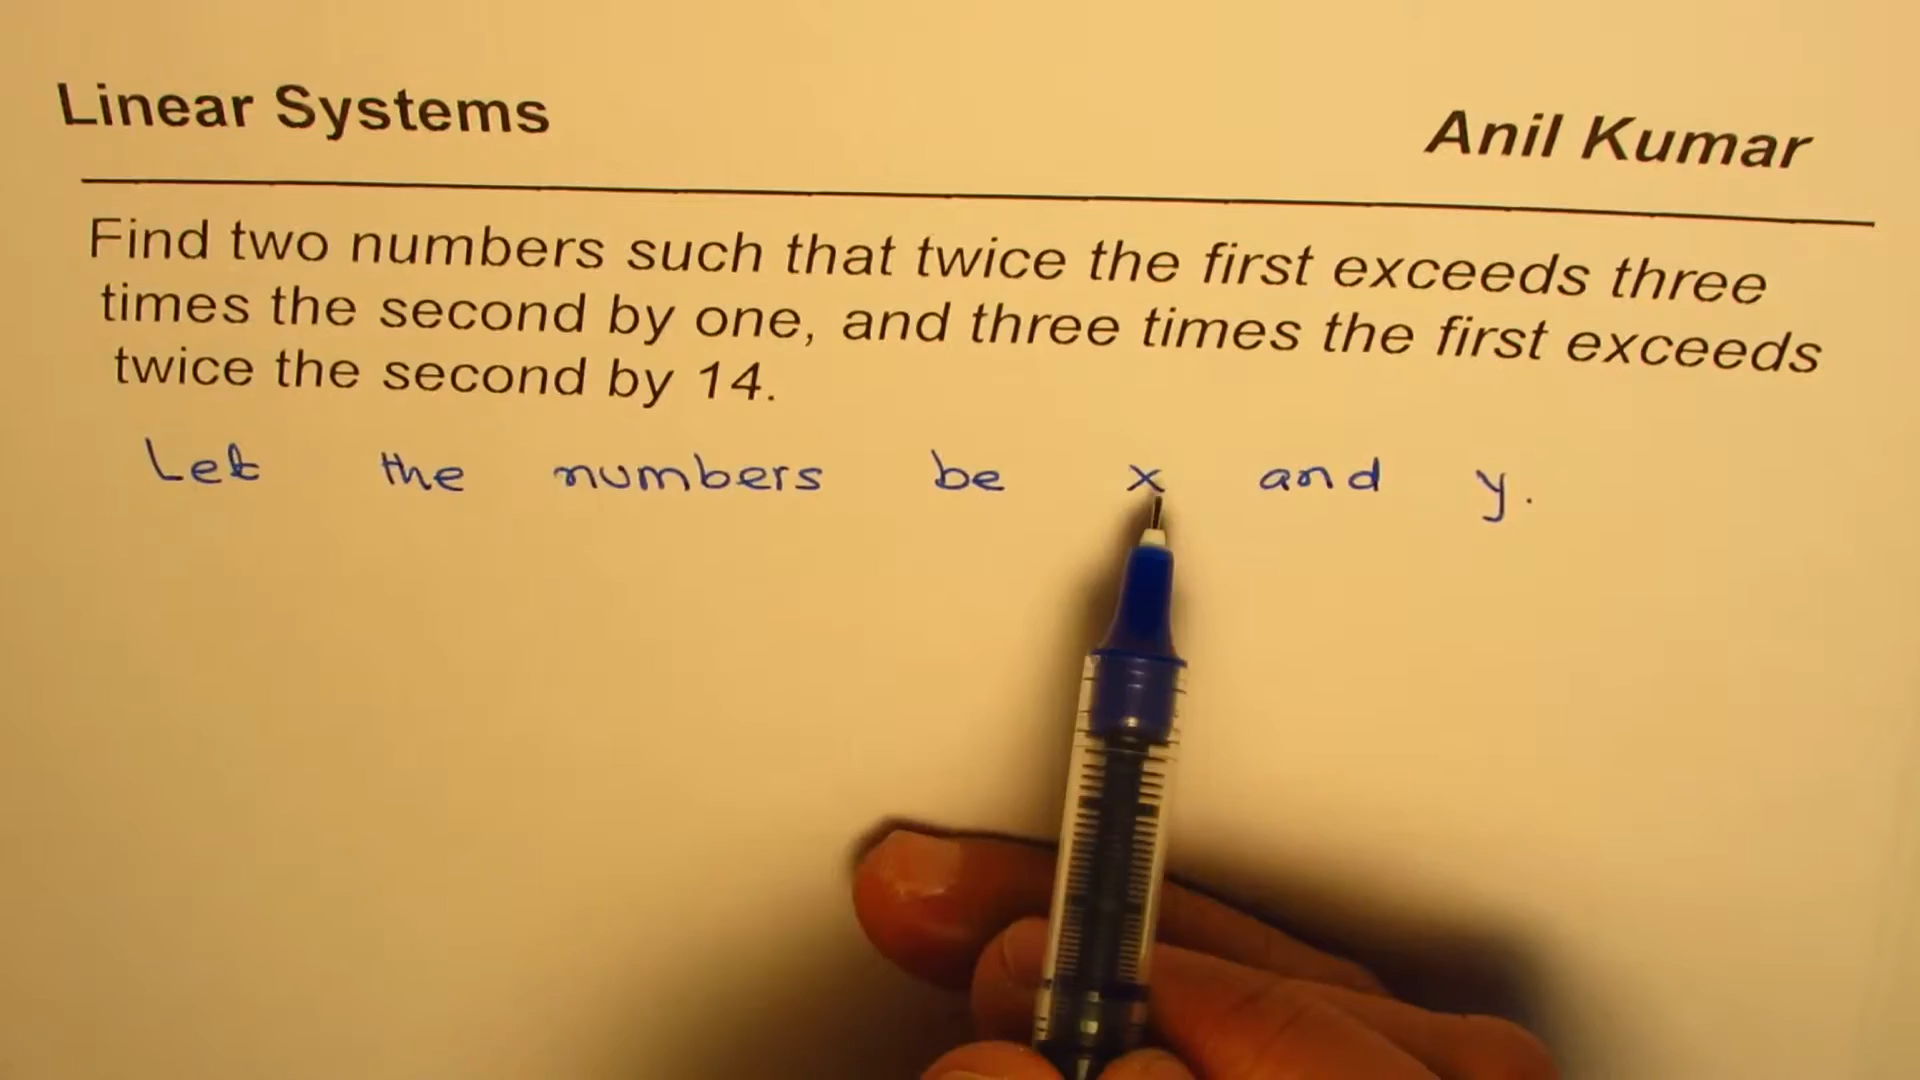 Linear Systems
Anil Kumar
Find two numbers such that twice the first exceeds three
times the second by one, and three times the first exceeds
twice the second by 14.
Let the numbers be x and y.